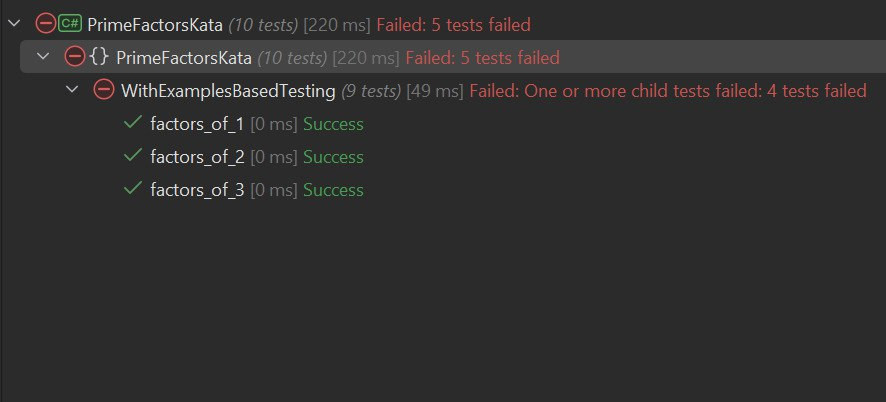 C# PrimeFactorsKata (10 tests) [220 ms] Failed: 5 tests failed
{} PrimeFactorsKata (10 tests) [220 ms] Failed: 5 tests failed
WithExamplesBasedTesting (9 tests) [49 ms] Failed: One or more child tests failed: 4 tests failed
factors_of_1 [0 ms] Success
factors_of_2 [0 ms] Success
factors_of_3 [0 ms] Success